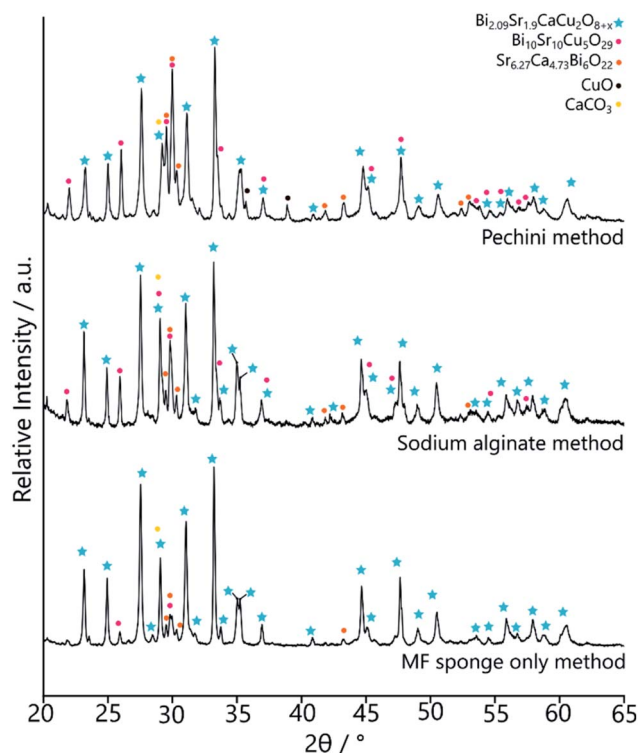 Bi₂.₀₉Sr₁.₉CaCu₂O₈₊ₓ
Bi₁₀Sr₁₀Cu₅O₂₉
Sr₆.₂₇Ca₄.₇₃Bi₆O₂₂
CuO
CaCO₃
Pechini method
Sodium alginate method
MF sponge only method
Relative Intensity / a.u.
20 25 30 35 40 45 50 55 60 65
2θ / °